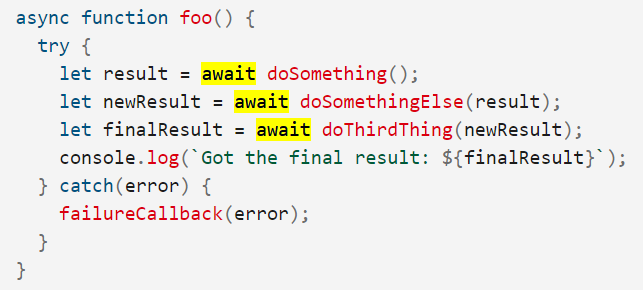 async function foo() {
  try {
    let result = await doSomething();
    let newResult = await doSomethingElse(result);
    let finalResult = await doThirdThing(newResult);
    console.log(`Got the final result: ${finalResult}`);
  } catch(error) {
    failureCallback(error);
  }
}